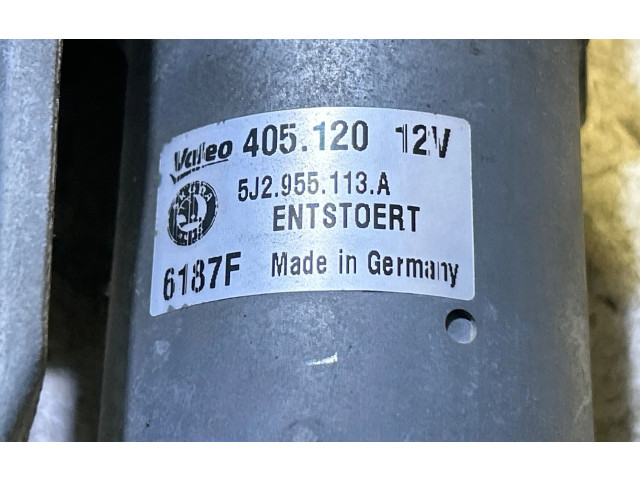 Valeo 405.120 12V
5J2.955.113.A
ENTSTOERT
6187F Made in Germany